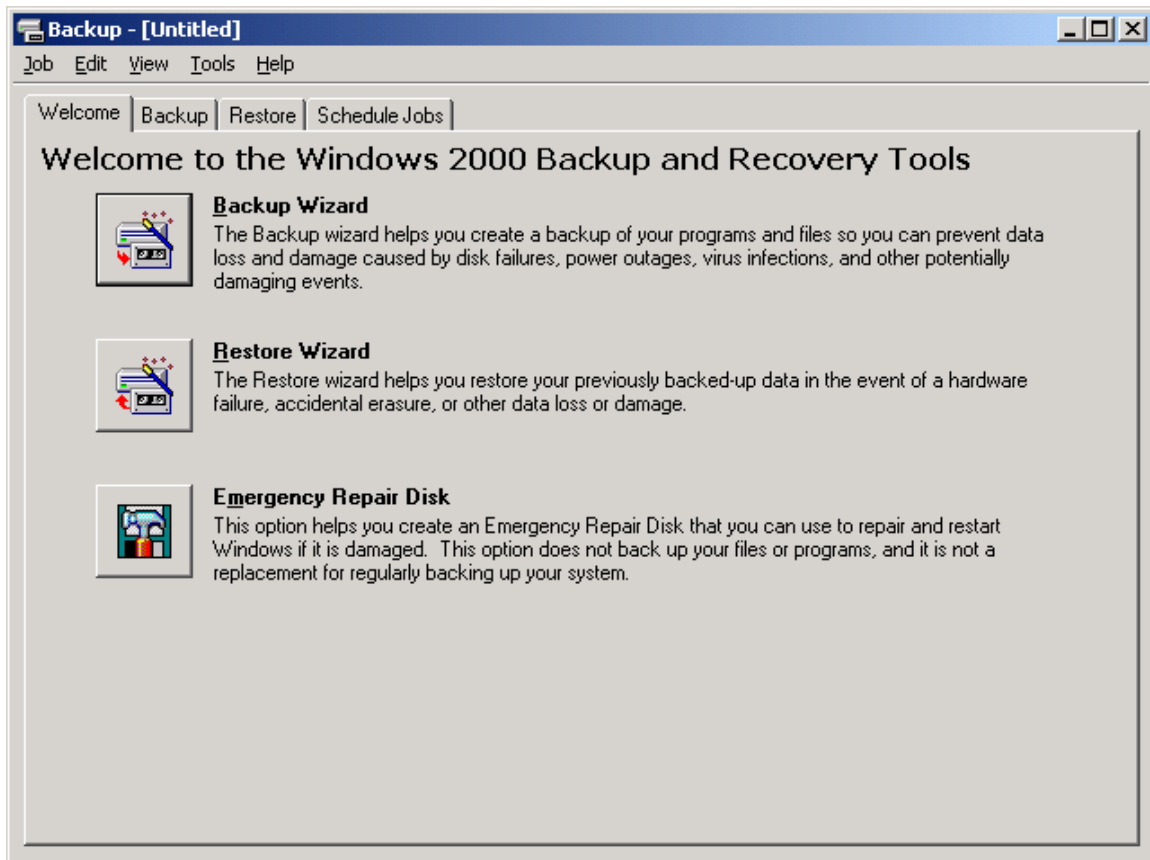 Backup - [Untitled]
Job Edit View Tools Help
Welcome Backup Restore Schedule Jobs
Welcome to the Windows 2000 Backup and Recovery Tools
Backup Wizard
The Backup wizard helps you create a backup of your programs and files so you can prevent data
loss and damage caused by disk failures, power outages, virus infections, and other potentially
damaging events.
Restore Wizard
The Restore wizard helps you restore your previously backed-up data in the event of a hardware
failure, accidental erasure, or other data loss or damage.
Emergency Repair Disk
This option helps you create an Emergency Repair Disk that you can use to repair and restart
Windows if it is damaged.  This option does not back up your files or programs, and it is not a
replacement for regularly backing up your system.